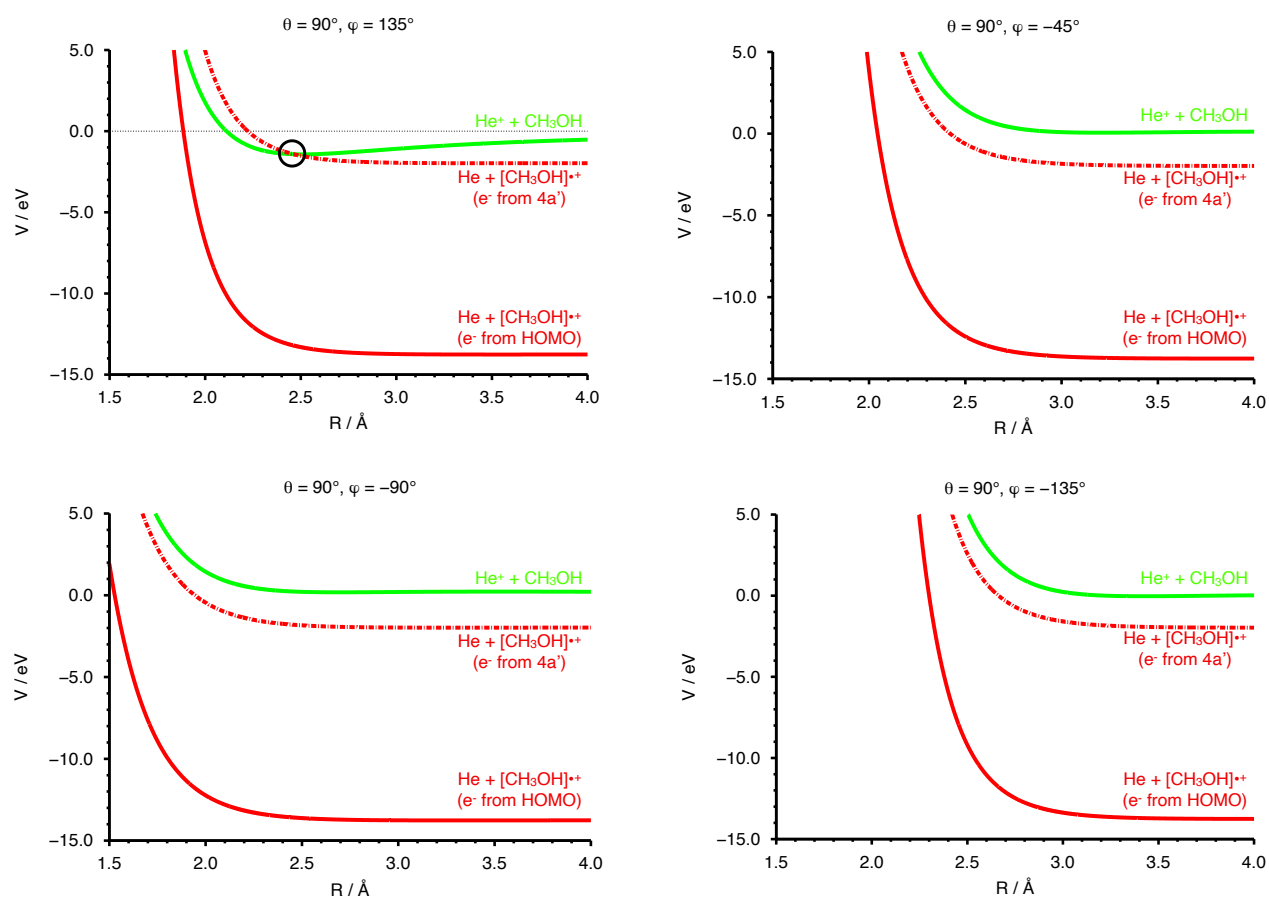 θ = 90°, φ = 135°
5.0
0.0
−5.0
−10.0
−15.0
V / eV
He⁺ + CH₃OH
He + [CH₃OH]•⁺
(e⁻ from 4a’)
He + [CH₃OH]•⁺
(e⁻ from HOMO)
1.5 2.0 2.5 3.0 3.5 4.0
R / Å
θ = 90°, φ = −45°
5.0
0.0
−5.0
−10.0
−15.0
V / eV
He⁺ + CH₃OH
He + [CH₃OH]•⁺
(e⁻ from 4a’)
He + [CH₃OH]•⁺
(e⁻ from HOMO)
1.5 2.0 2.5 3.0 3.5 4.0
R / Å
θ = 90°, φ = −90°
5.0
0.0
−5.0
−10.0
−15.0
V / eV
He⁺ + CH₃OH
He + [CH₃OH]•⁺
(e⁻ from 4a’)
He + [CH₃OH]•⁺
(e⁻ from HOMO)
1.5 2.0 2.5 3.0 3.5 4.0
R / Å
θ = 90°, φ = −135°
5.0
0.0
−5.0
−10.0
−15.0
V / eV
He⁺ + CH₃OH
He + [CH₃OH]•⁺
(e⁻ from 4a’)
He + [CH₃OH]•⁺
(e⁻ from HOMO)
1.5 2.0 2.5 3.0 3.5 4.0
R / Å